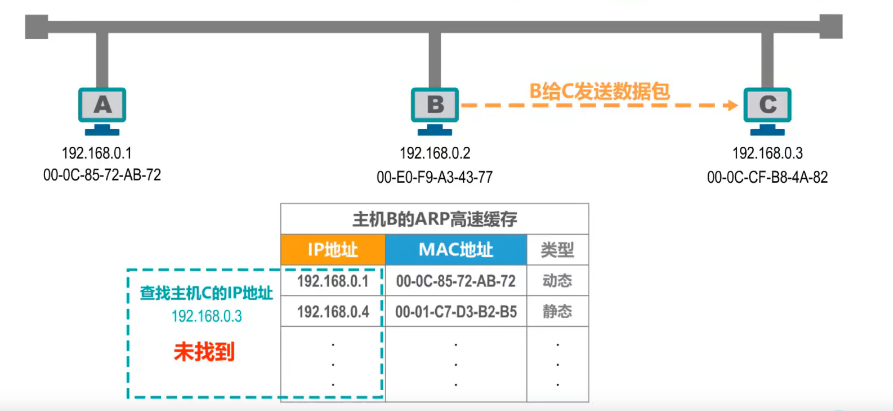 A
B
B给C发送数据包
C
192.168.0.1
00-0C-85-72-AB-72
192.168.0.2
00-E0-F9-A3-43-77
192.168.0.3
00-0C-CF-B8-4A-82
主机B的ARP高速缓存
IP地址 MAC地址 类型
192.168.0.1 00-0C-85-72-AB-72 动态
192.168.0.4 00-01-C7-D3-B2-B5 静态
. . .
. . .
. . .
查找主机C的IP地址
192.168.0.3
未找到